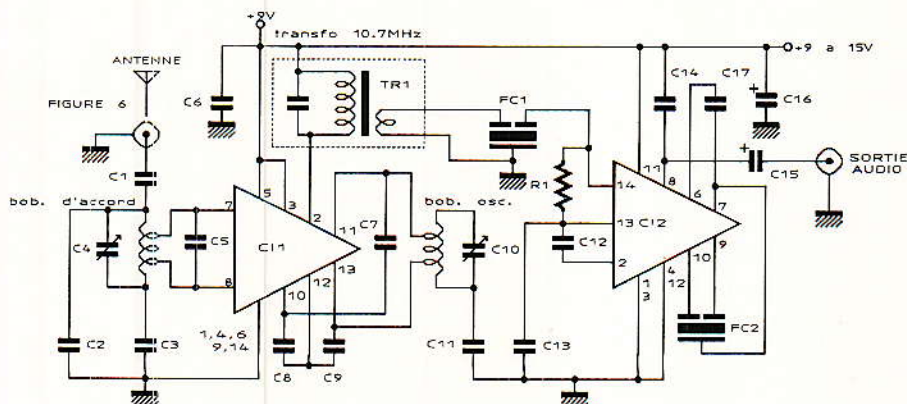 +9V
transfo 10.7MHz
+9 a 15V
ANTENNE
C14
C17
TR1
FIGURE 6
C6
FC1
C16
SORTIE
AUDIO
C1
R1
C15
bob. d'accord
bob. osc.
5
3
2
11
8
6
7
14
7
C4
C5
CI1
11
C7
C10
13
CI2
C12
9
13
12
10
2
10
8
1
3
4
12
1,4,6
9,14
FC2
C2
C3
C8
C9
C11
C13